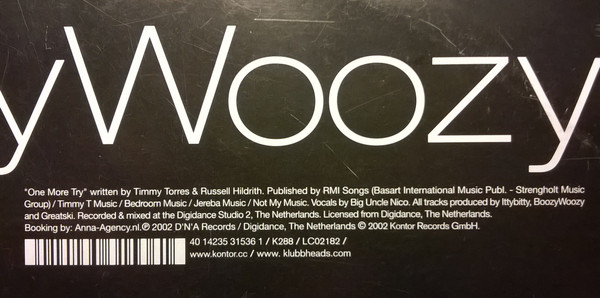 yWoozy
"One More Try" written by Timmy Torres & Russell Hildrith. Published by RMI Songs (Basart International Music Publ. - Strengholt Music
Group) / Timmy T Music / Bedroom Music / Jereba Music / Not My Music. Vocals by Big Uncle Nico. All tracks produced by Ittybitty, BoozyWoozy
and Greatski. Recorded & mixed at the Digidance Studio 2, The Netherlands. Licensed from Digidance, The Netherlands.
Booking by: Anna-Agency.nl.℗ 2002 D'N'A Records / Digidance, The Netherlands © 2002 Kontor Records GmbH.
40 14235 31536 1 / K288 / LC02182 /
www.kontor.cc / www. klubbheads.com